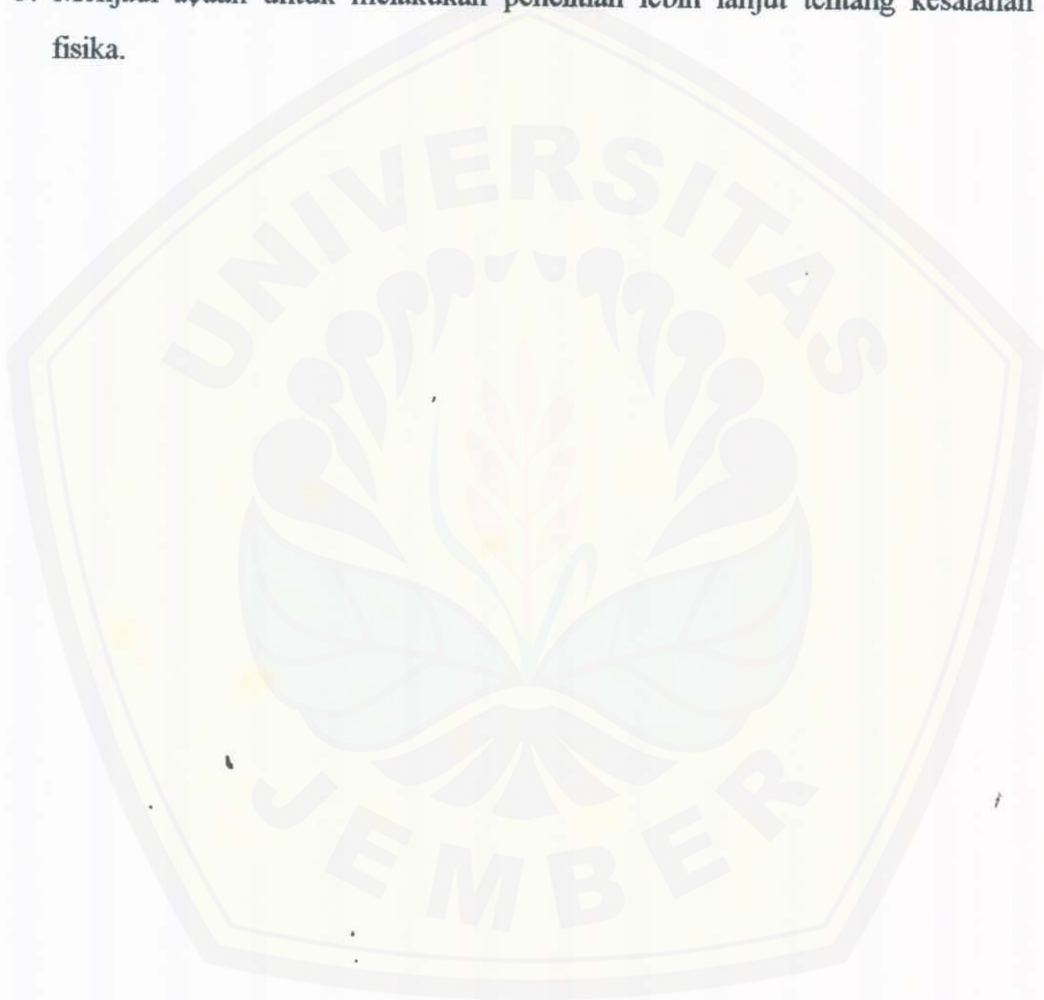 Menjadi acuan untuk melakukan penelitian lebih lanjut tentang kesalahan
fisika.
UNIVERSITAS
JEMBER